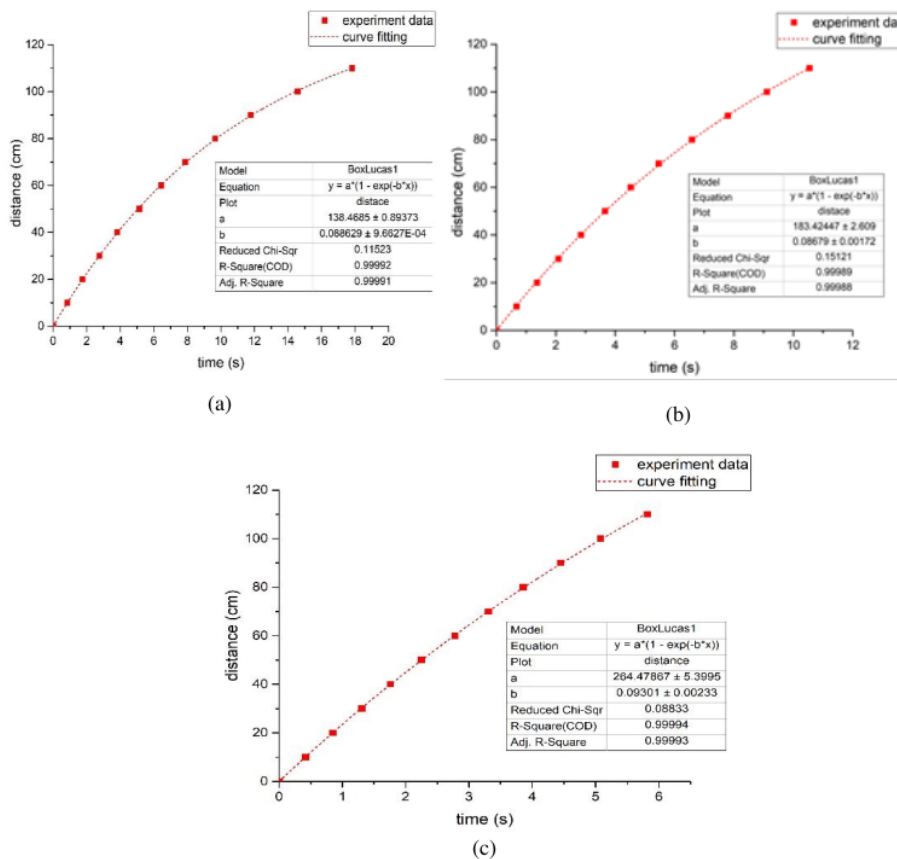 experiment data
curve fitting
120
100
80
60
40
20
0
distance (cm)
0 2 4 6 8 10 12 14 16 18 20
time (s)
Model BoxLucas1
Equation y = a*(1 - exp(-b*x))
Plot distace
a 138.4685 ± 0.89373
b 0.088629 ± 9.6627E-04
Reduced Chi-Sqr 0.11523
R-Square(COD) 0.99992
Adj. R-Square 0.99991
(a)
experiment data
curve fitting
120
100
80
60
40
20
0
distance (cm)
0 2 4 6 8 10 12
time (s)
Model BoxLucas1
Equation y = a*(1 - exp(-b*x))
Plot distace
a 183.42447 ± 2.609
b 0.08679 ± 0.00172
Reduced Chi-Sqr 0.15121
R-Square(COD) 0.99989
Adj. R-Square 0.99988
(b)
experiment data
curve fitting
120
100
80
60
40
20
0
distance (cm)
0 1 2 3 4 5 6
time (s)
Model BoxLucas1
Equation y = a*(1 - exp(-b*x))
Plot distance
a 264.47867 ± 5.3995
b 0.09301 ± 0.00233
Reduced Chi-Sqr 0.08833
R-Square(COD) 0.99994
Adj. R-Square 0.99993
(c)